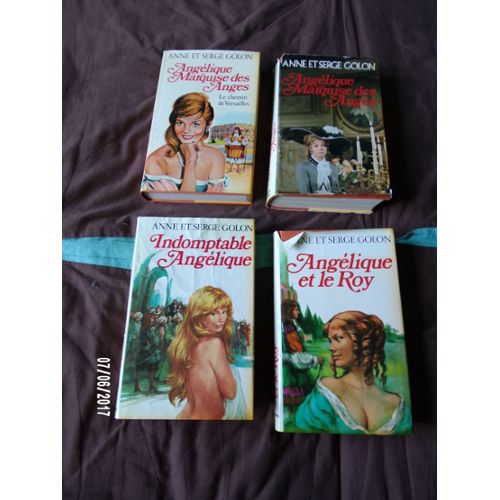 ANNE ET SERGE GOLON
Angélique
Marquise des
Anges
Le chemin
de Versailles
ANNE ET SERGE GOLON
Angélique
Marquise des
Anges
ANNE ET SERGE GOLON
Indomptable
Angélique
ANNE ET SERGE GOLON
Angélique
et le Roy
07/06/2017